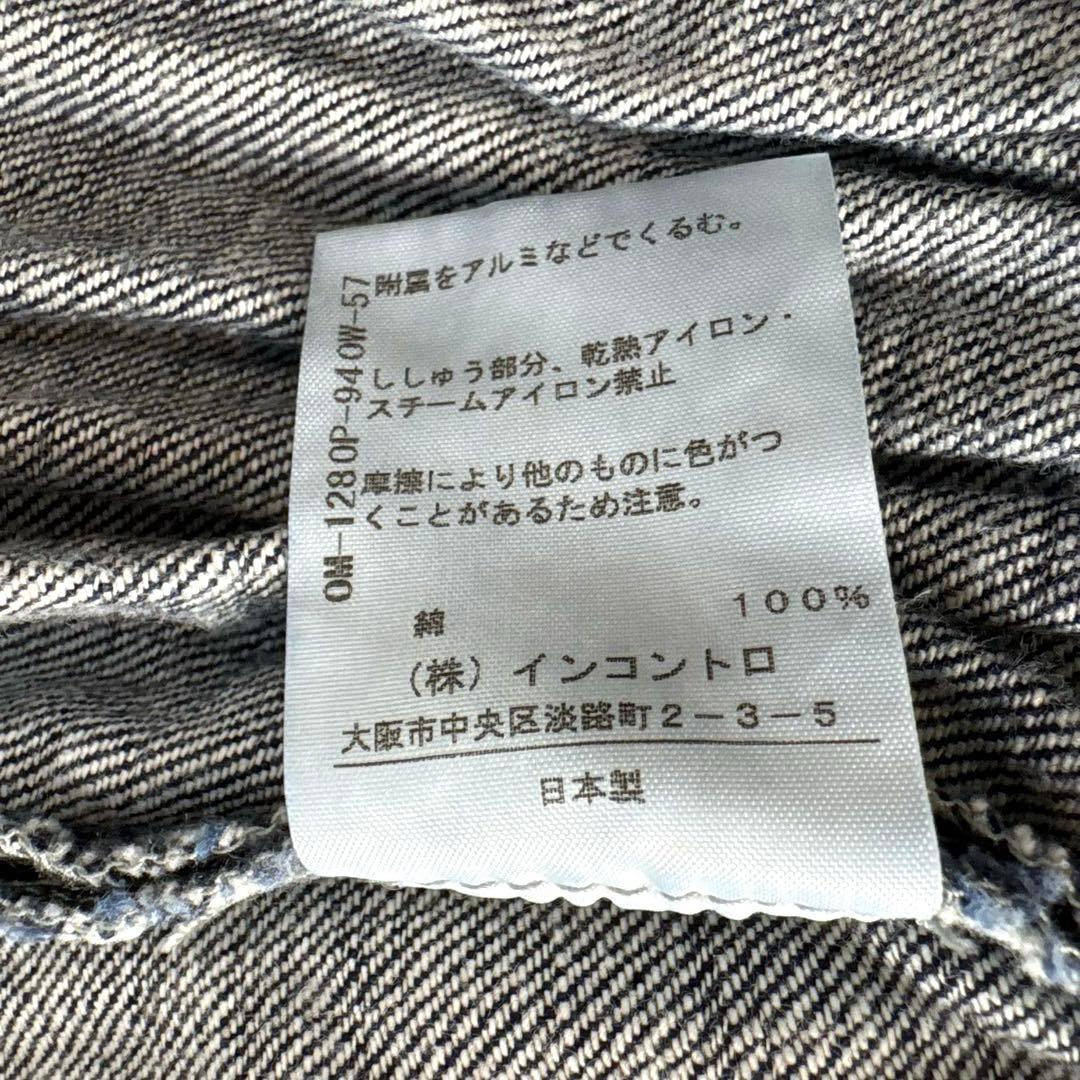 附属をアルミなどでくるむ。
ししゅう部分、乾熱アイロン・
スチームアイロン禁止
摩擦により他のものに色がつ
くことがあるため注意。
OM-1280P-940W-57
綿 100%
(株)インコントロ
大阪市中央区淡路町2-3-5
日本製